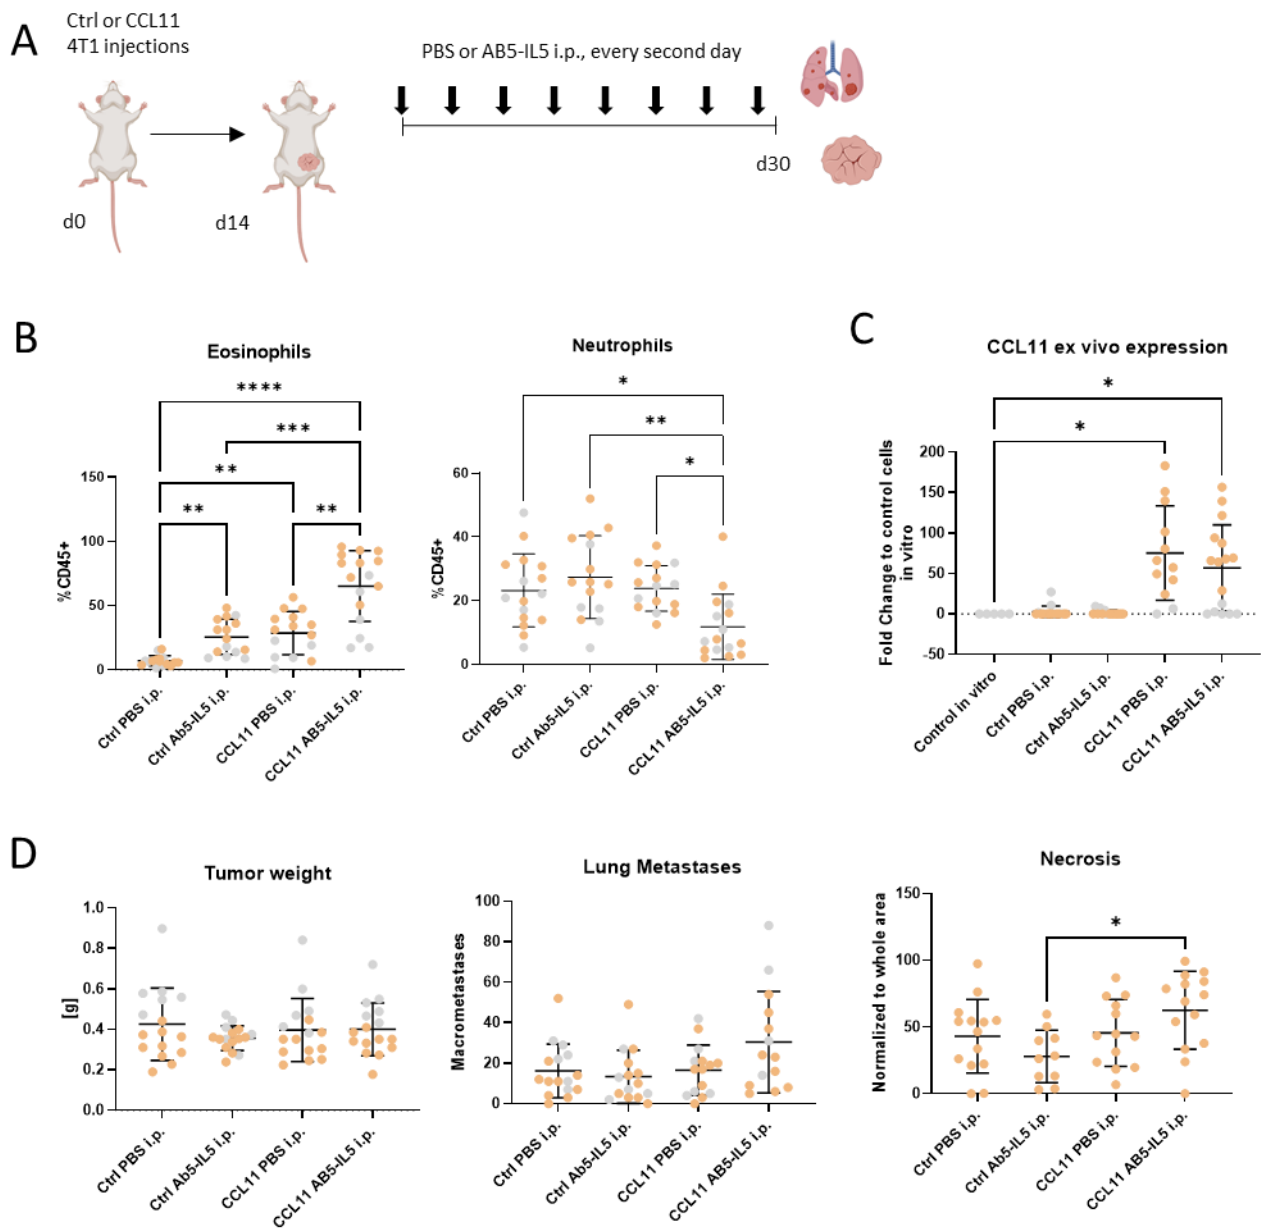 A
Ctrl or CCL11
4T1 injections
PBS or AB5-IL5 i.p., every second day
d0
d14
d30
B
Eosinophils
****
***
**
**
**
%CD45+
150
100
50
0
Ctrl PBS i.p.
Ctrl Ab5-IL5 i.p.
CCL11 PBS i.p.
CCL11 AB5-IL5 i.p.
Neutrophils
*
**
*
%CD45+
60
40
20
0
Ctrl PBS i.p.
Ctrl Ab5-IL5 i.p.
CCL11 PBS i.p.
CCL11 AB5-IL5 i.p.
C
CCL11 ex vivo expression
*
*
Fold Change to control cells
in vitro
200
150
100
50
0
-50
Control in vitro
Ctrl PBS i.p.
Ctrl Ab5-IL5 i.p.
CCL11 PBS i.p.
CCL11 AB5-IL5 i.p.
D
Tumor weight
[g]
1.0
0.8
0.6
0.4
0.2
0.0
Ctrl PBS i.p.
Ctrl Ab5-IL5 i.p.
CCL11 PBS i.p.
CCL11 AB5-IL5 i.p.
Lung Metastases
Macrometastases
100
80
60
40
20
0
Ctrl PBS i.p.
Ctrl Ab5-IL5 i.p.
CCL11 PBS i.p.
CCL11 AB5-IL5 i.p.
Necrosis
*
Normalized to whole area
150
100
50
0
Ctrl PBS i.p.
Ctrl Ab5-IL5 i.p.
CCL11 PBS i.p.
CCL11 AB5-IL5 i.p.